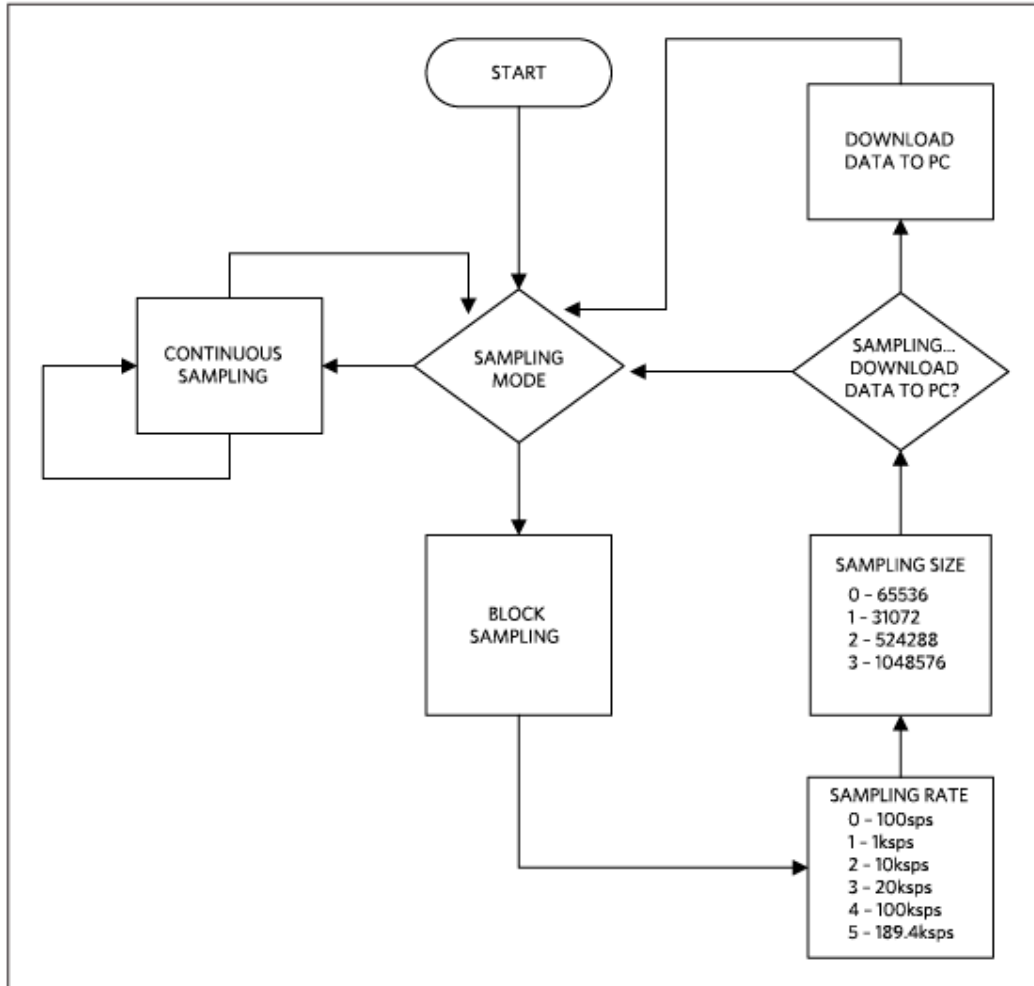 START
DOWNLOAD
DATA TO PC
CONTINUOUS
SAMPLING
SAMPLING
MODE
SAMPLING...
DOWNLOAD
DATA TO PC?
BLOCK
SAMPLING
SAMPLING SIZE
0 – 65536
1 – 31072
2 – 524288
3 – 1048576
SAMPLING RATE
0 – 100sps
1 – 1ksps
2 – 10ksps
3 – 20ksps
4 – 100ksps
5 – 189.4ksps